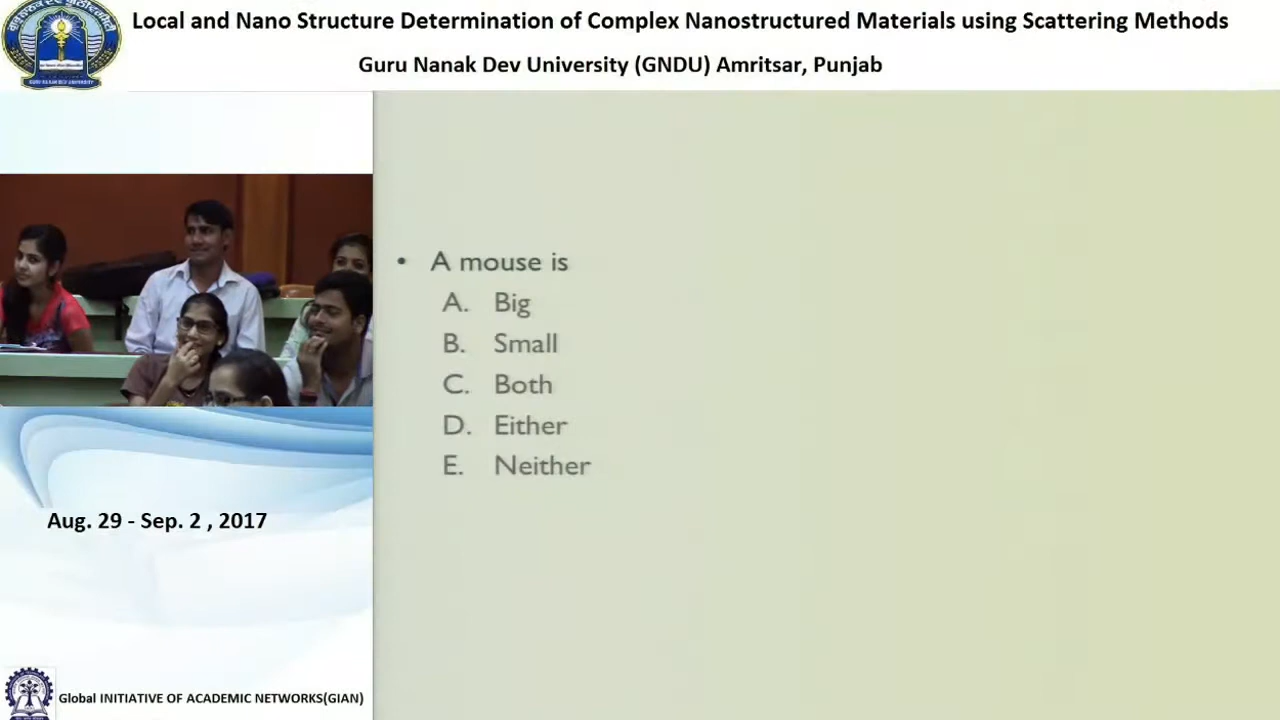 Local and Nano Structure Determination of Complex Nanostructured Materials using Scattering Methods
Guru Nanak Dev University (GNDU) Amritsar, Punjab
• A mouse is
A. Big
B. Small
C. Both
D. Either
E. Neither
Aug. 29 - Sep. 2 , 2017
Global INITIATIVE OF ACADEMIC NETWORKS(GIAN)